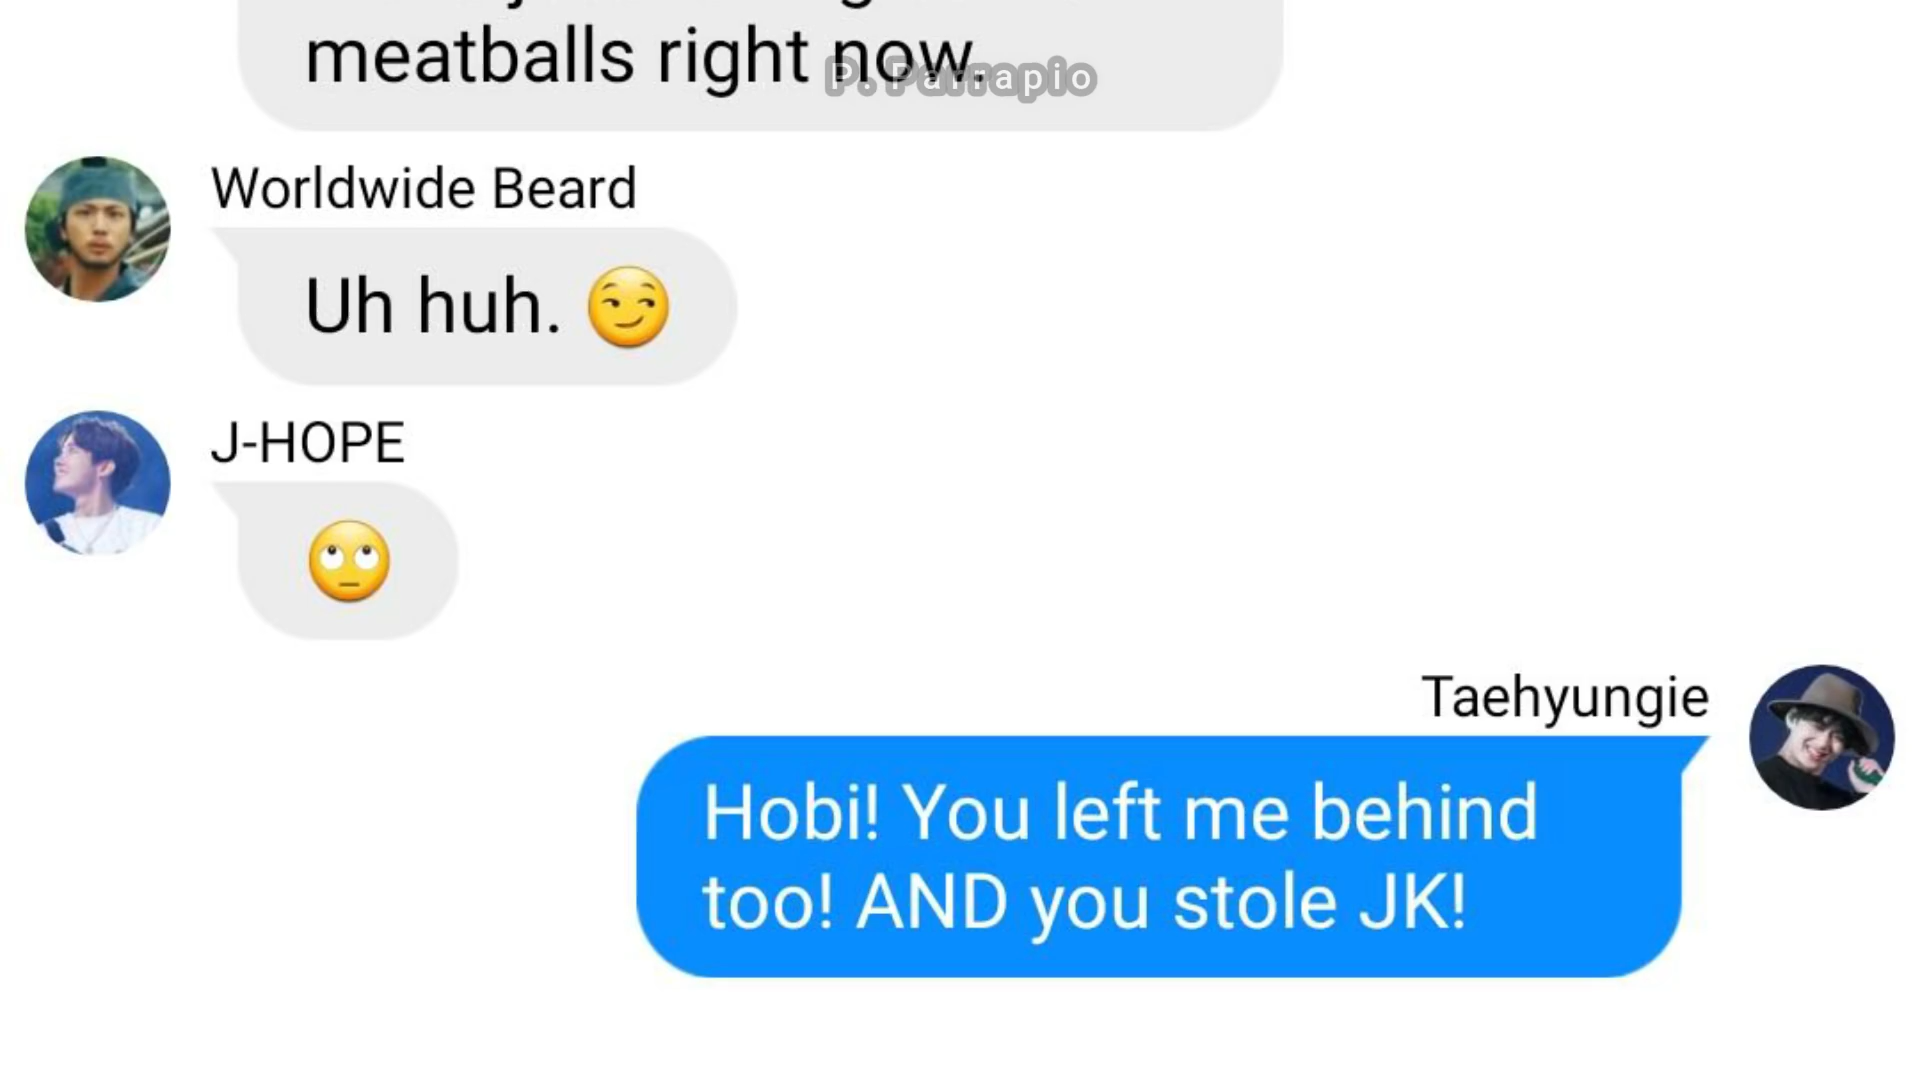 meatballs right now.
P. Parrapio
Worldwide Beard
Uh huh. 😏
J-HOPE
🙄
Taehyungie
Hobi! You left me behind
too! AND you stole JK!